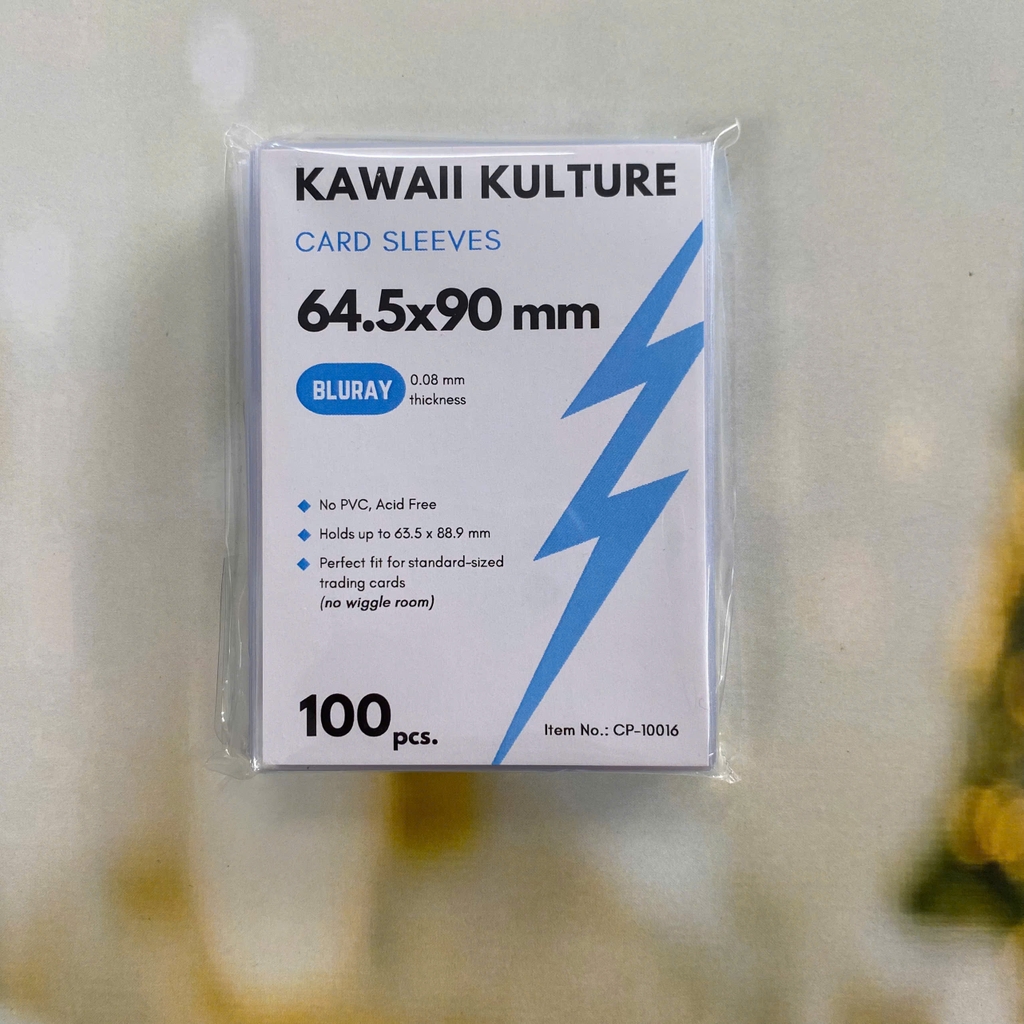 KAWAII KULTURE
CARD SLEEVES
64.5x90 mm
BLURAY
0.08 mm
thickness
No PVC, Acid Free
Holds up to 63.5 x 88.9 mm
Perfect fit for standard-sized
trading cards
(no wiggle room)
100 pcs.
Item No.: CP-10016